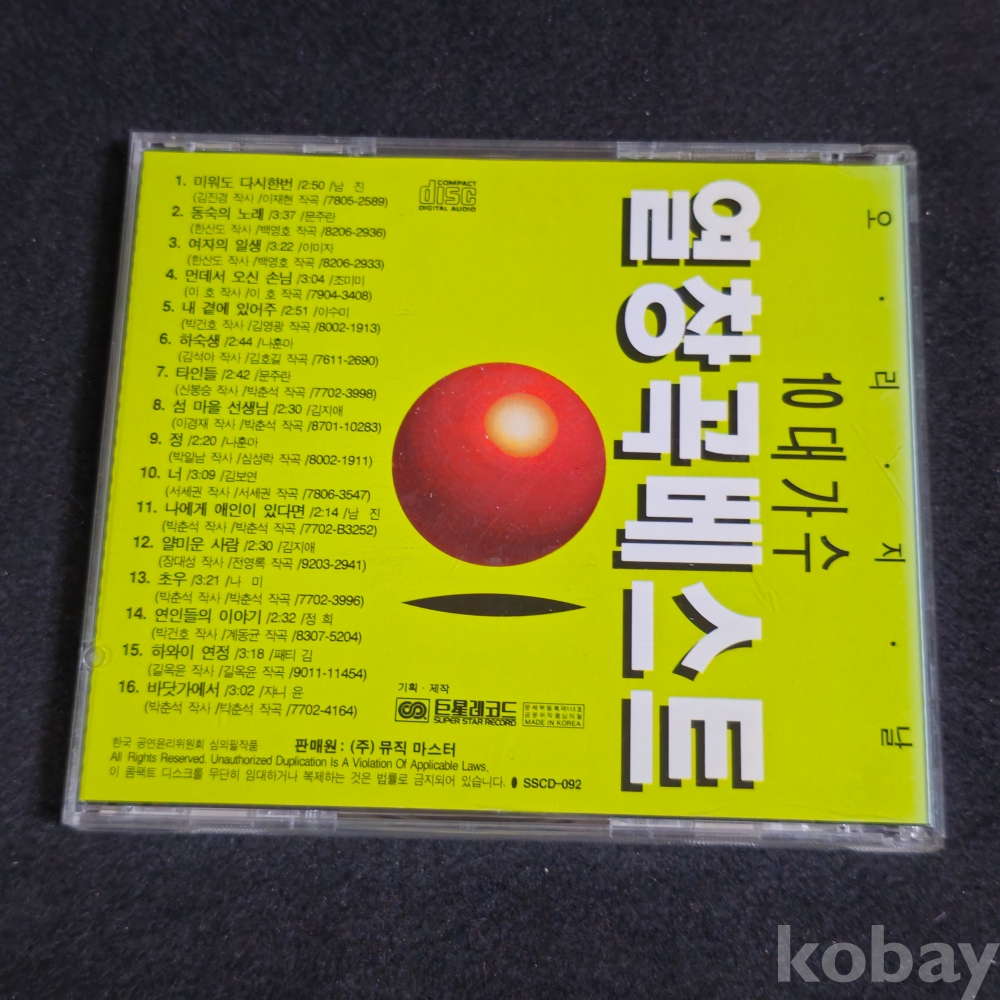 1. 미워도 다시한번 /2:50 /남 진
(김진경 작사/이재현 작곡 /7805-2589)
2. 동숙의 노래 /3:37 /문주란
(한산도 작사 /백영호 작곡 /8206-2936)
3. 여자의 일생 /3:22 /이미자
(한산도 작사 /백영호 작곡 /8206-2933)
4. 먼데서 오신 손님 /3:04 /조미미
(이 호 작사 /이 호 작곡 /7904-3408)
5. 내 곁에 있어주 /2:51 /이수미
(박건호 작사 /김영광 작곡 /8002-1913)
6. 하숙생 /2:44 /나훈아
(김석야 작사 /김호길 작곡 /7611-2690)
7. 타인들 /2:42 /문주란
(신봉승 작사 /박춘석 작곡 /7702-3998)
8. 섬 마을 선생님 /2:30 /김지애
(이경재 작사 /박춘석 작곡 /8701-10283)
9. 정 /2:20 /나훈아
(박일남 작사 /심성락 작곡 /8002-1911)
10. 너 /3:09 /김보연
(서세권 작사 /서세권 작곡 /7806-3547)
11. 나에게 애인이 있다면 /2:14 /남 진
(박춘석 작사 /박춘석 작곡 /7702-B3252)
12. 얄미운 사람 /2:30 /김지애
(장대성 작사 /전영록 작곡 /9203-2941)
13. 초우 /3:21 /나 미
(박춘석 작사 /박춘석 작곡 /7702-3996)
14. 연인들의 이야기 /2:32 /정 희
(박건호 작사 /계동균 작곡 /8307-5204)
15. 하와이 연정 /3:18 /패티 김
(길옥윤 작사 /길옥윤 작곡 /9011-11454)
16. 바닷가에서 /3:02 /쟈니 윤
(박춘석 작사 /박춘석 작곡 /7702-4164)
COMPACT
disc
DIGITAL AUDIO
오·리·지·날
10대가수
열창곡베스트
기획·제작
巨星레코드
SUPER STAR RECORD
MADE IN KOREA
한국 공연윤리위원회 심의필작품
판매원 : (주) 뮤직 마스터
All Rights Reserved. Unauthorized Duplication Is A Violation Of Applicable Laws.
이 콤팩트 디스크를 무단히 임대하거나 복제하는 것은 법률로 금지되어 있습니다. SSCD-092
kobay